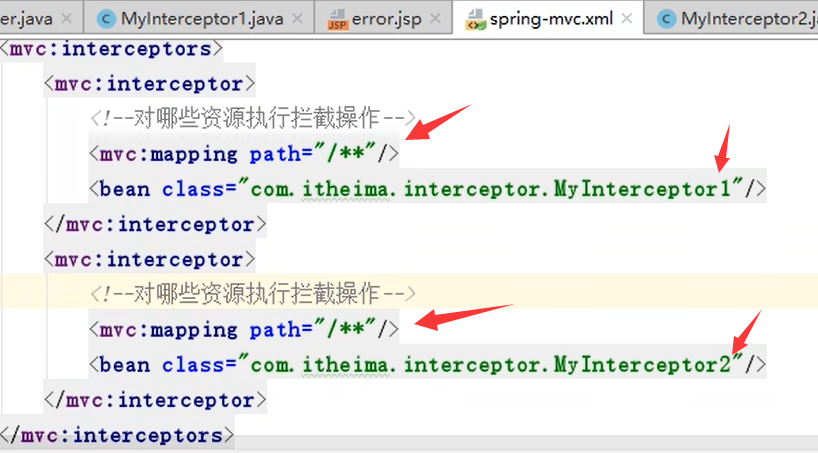 er.java MyInterceptor1.java error.jsp spring-mvc.xml MyInterceptor2.j
<mvc:interceptors>
<mvc:interceptor>
<!--对哪些资源执行拦截操作-->
<mvc:mapping path="/**"/>
<bean class="com.itheima.interceptor.MyInterceptor1"/>
</mvc:interceptor>
<mvc:interceptor>
<!--对哪些资源执行拦截操作-->
<mvc:mapping path="/**"/>
<bean class="com.itheima.interceptor.MyInterceptor2"/>
</mvc:interceptor>
</mvc:interceptors>